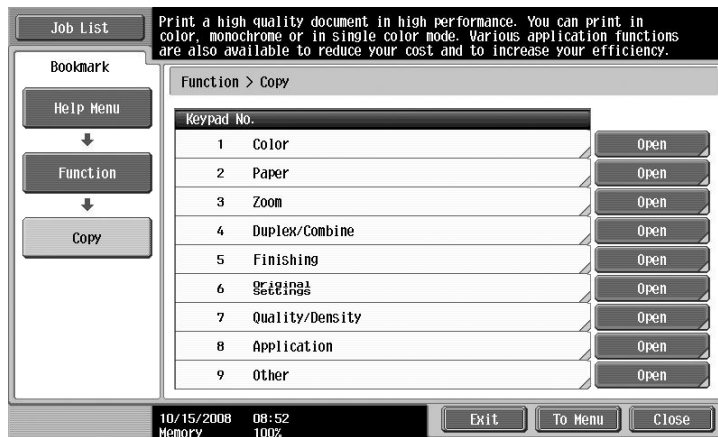 Job List
Print a high quality document in high performance. You can print in
color, monochrome or in single color mode. Various application functions
are also available to reduce your cost and to increase your efficiency.
Bookmark
Function > Copy
Help Menu
Function
Copy
Keypad No.
1 Color Open
2 Paper Open
3 Zoom Open
4 Duplex/Combine Open
5 Finishing Open
6 Original Settings Open
7 Quality/Density Open
8 Application Open
9 Other Open
10/15/2008 08:52
Memory 100%
Exit To Menu Close